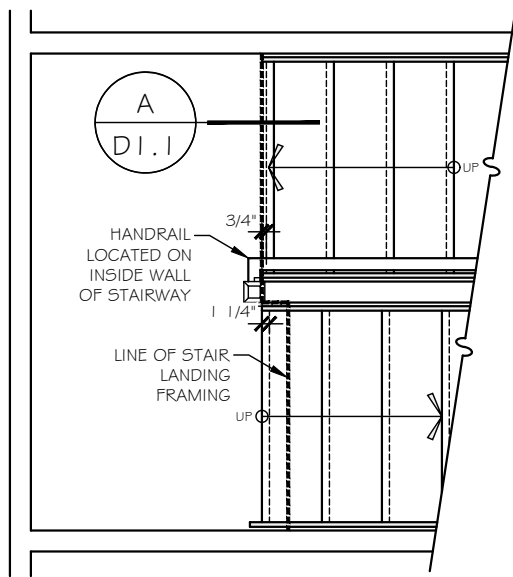 A
D1.1
UP
3/4"
HANDRAIL
LOCATED ON
INSIDE WALL
OF STAIRWAY
1 1/4"
LINE OF STAIR
LANDING
FRAMING
UP